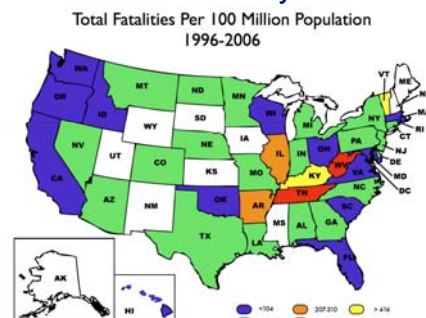 Total Fatalities Per 100 Million Population
1996-2006
WA
OR
ID
MT
ND
MN
WI
MI
SD
WY
NV
UT
CO
NE
IA
CA
AZ
NM
KS
OK
TX
MO
AR
LA
IL
IN
OH
KY
TN
MS
AL
GA
FL
SC
NC
VA
WV
PA
NY
VT
ME
RI
CT
NJ
DE
MD
DC
AK
HI
<104
207-310
> 416